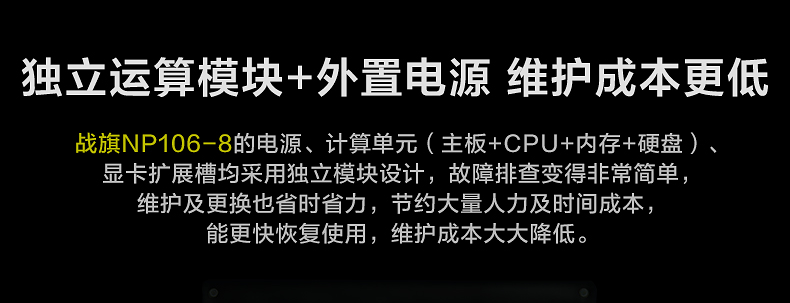 独立运算模块+外置电源 维护成本更低
战旗NP106-8的电源、计算单元（主板+CPU+内存+硬盘）、
显卡扩展槽均采用独立模块设计，故障排查变得非常简单，
维护及更换也省时省力，节约大量人力及时间成本，
能更快恢复使用，维护成本大大降低。